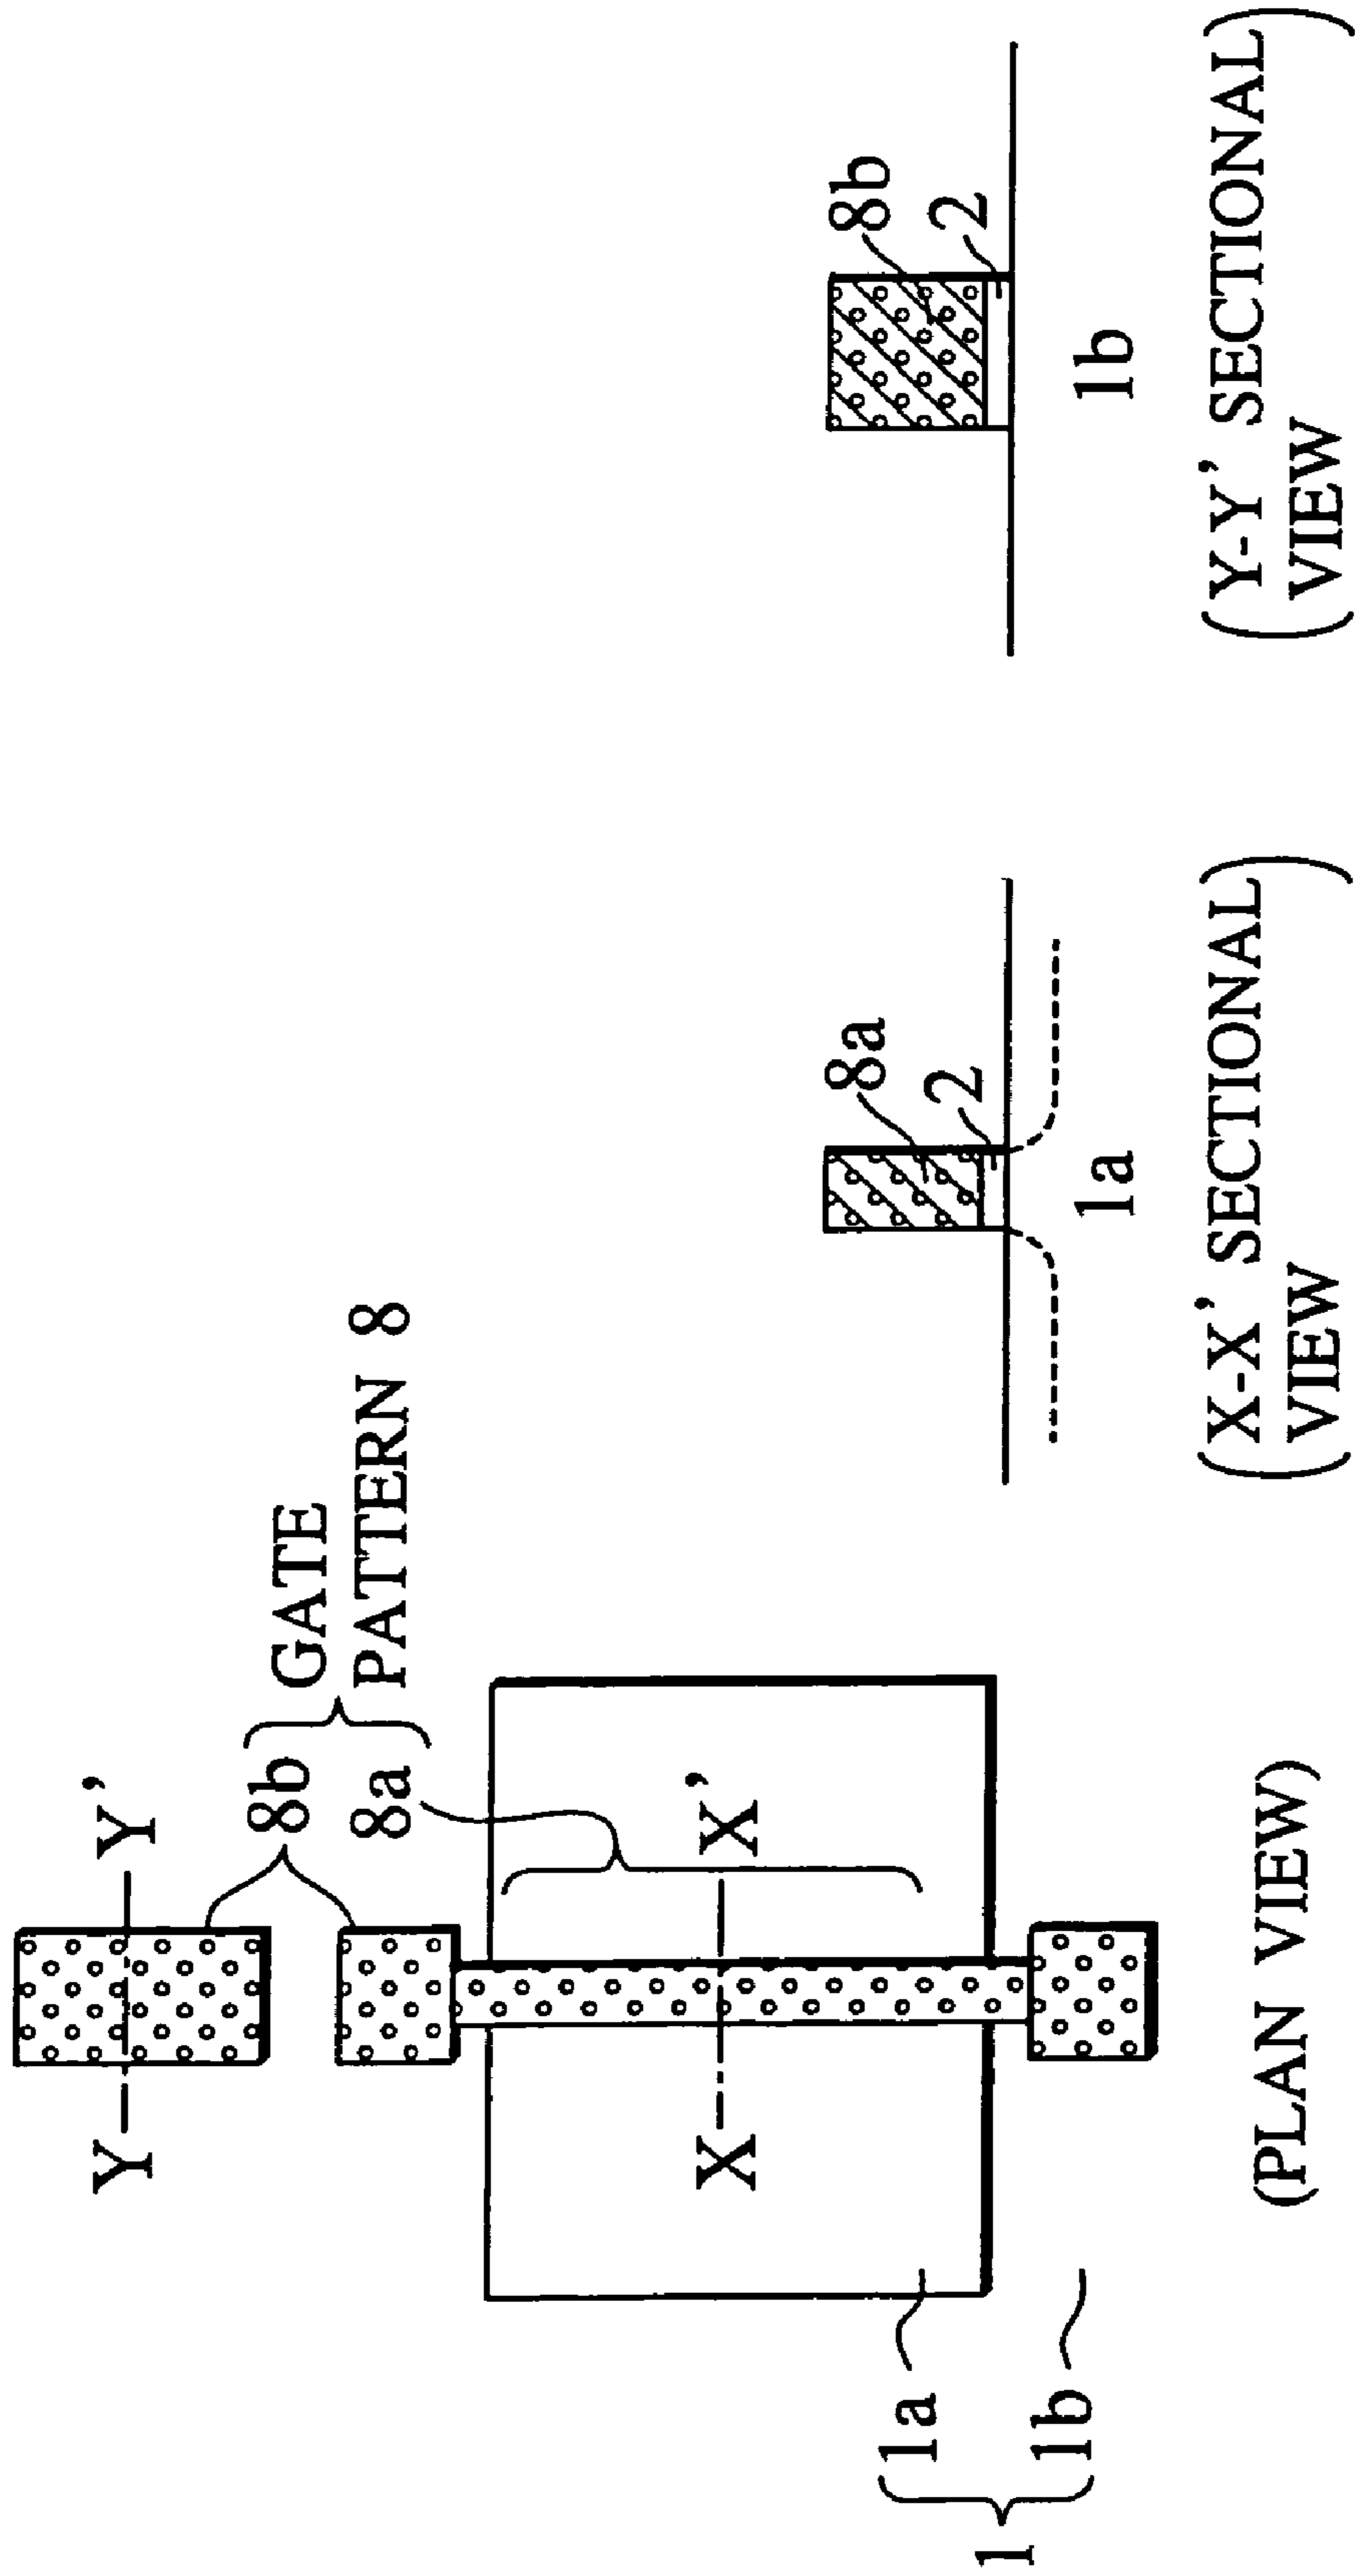 Y
Y'
8b
8a
GATE
PATTERN 8
X
X'
1
1a
1b
(PLAN VIEW)
8a
2
1a
(X-X' SECTIONAL
VIEW)
8b
2
1b
(Y-Y' SECTIONAL
VIEW)